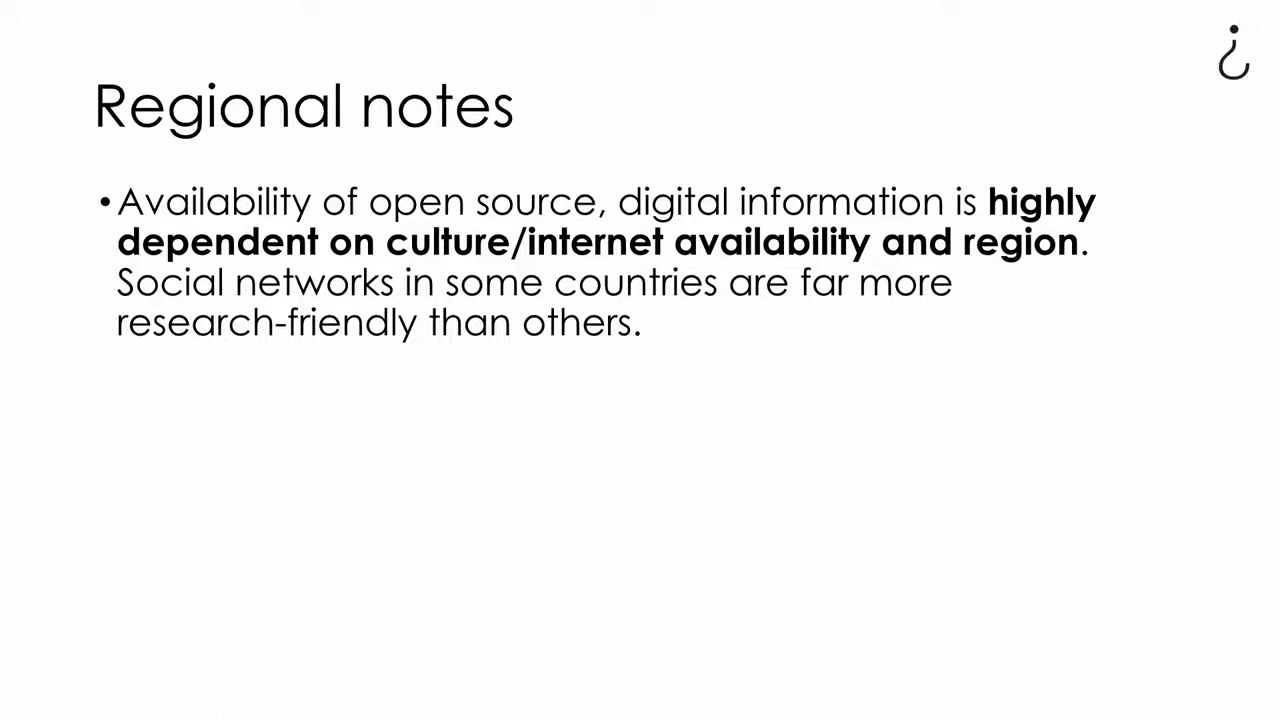 Regional notes
•Availability of open source, digital information is highly
dependent on culture/internet availability and region.
Social networks in some countries are far more
research-friendly than others.